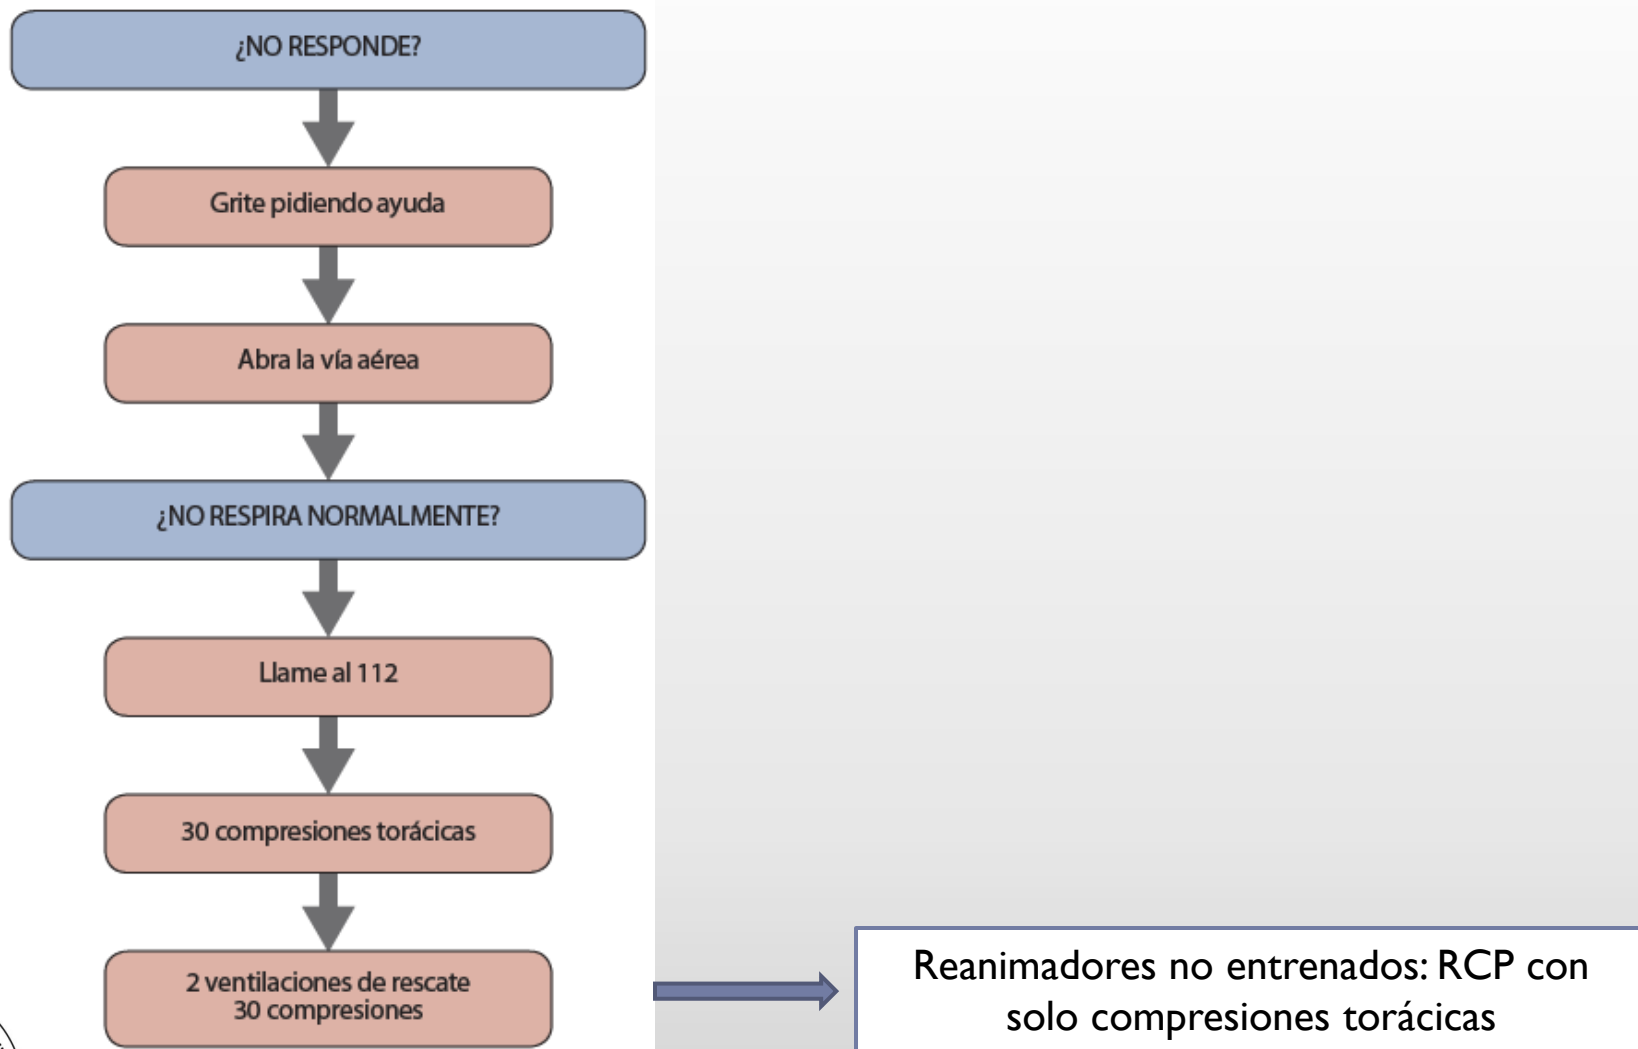 ¿NO RESPONDE?
Grite pidiendo ayuda
Abra la vía aérea
¿NO RESPIRA NORMALMENTE?
Llame al 112
30 compresiones torácicas
2 ventilaciones de rescate
30 compresiones
Reanimadores no entrenados: RCP con
solo compresiones torácicas